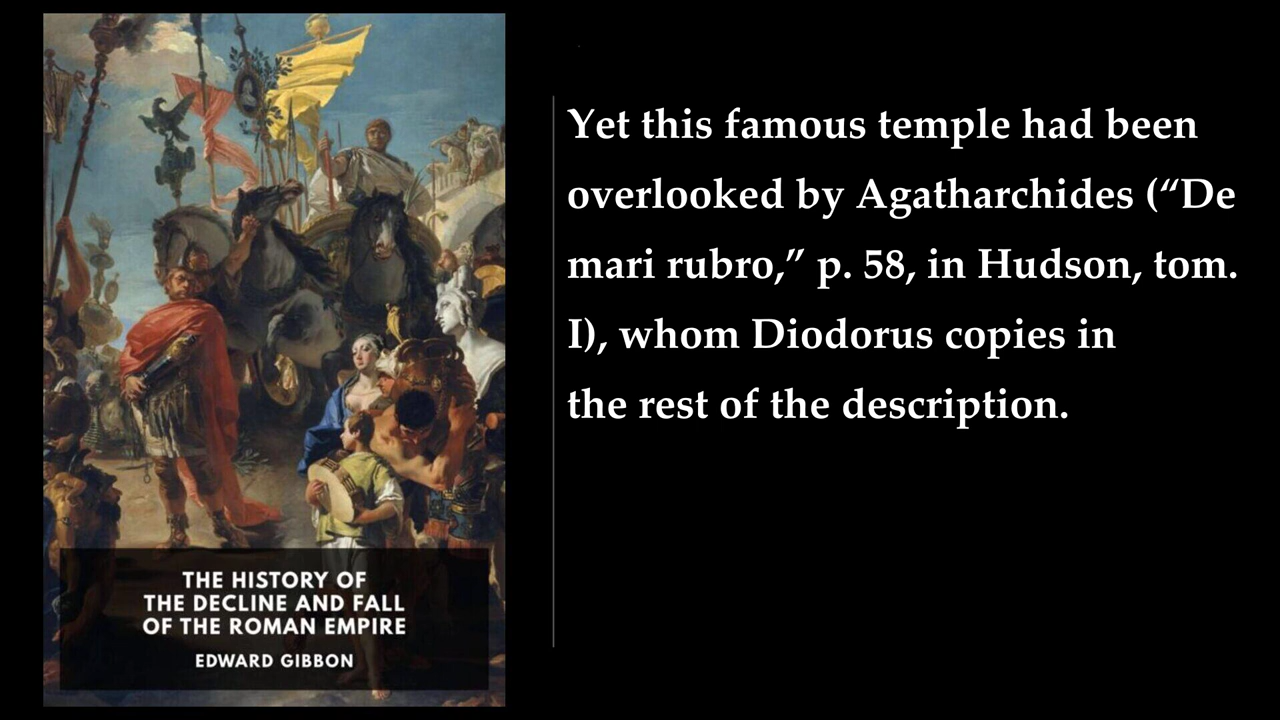 THE HISTORY OF
THE DECLINE AND FALL
OF THE ROMAN EMPIRE
EDWARD GIBBON
Yet this famous temple had been
overlooked by Agatharchides (“De
mari rubro,” p. 58, in Hudson, tom.
I), whom Diodorus copies in
the rest of the description.